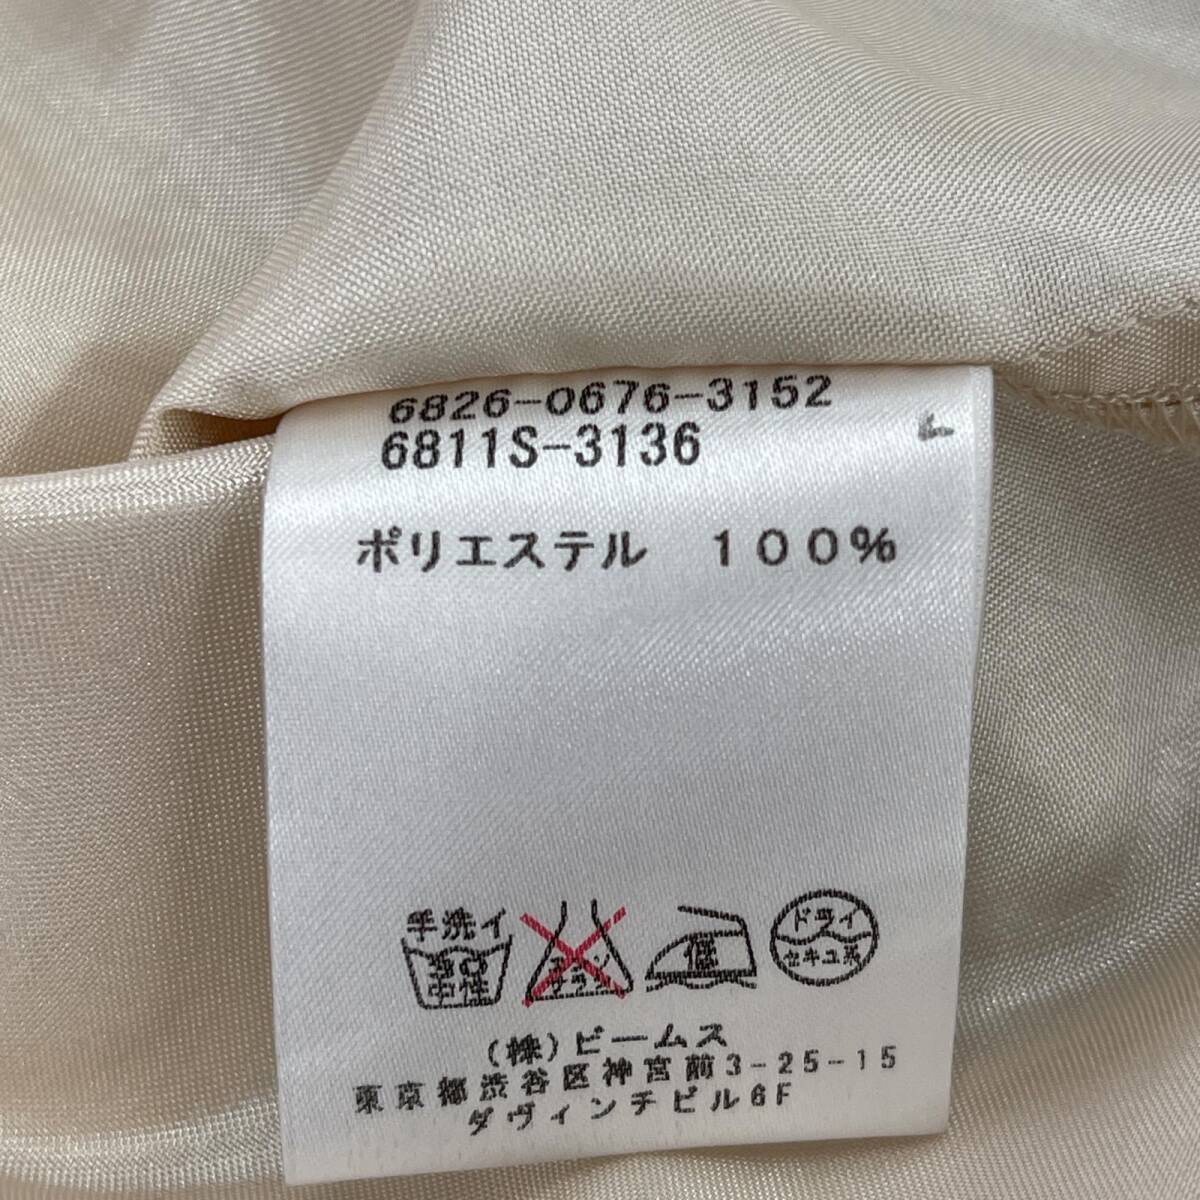 6826-0676-3152
6811S-3136
ポリエステル 100%
手洗イ
30
中性
エンソ
サラシ
低
ドライ
セキユ系
(株)ビームス
東京都渋谷区神宮前3-25-15
ダヴィンチビル6F